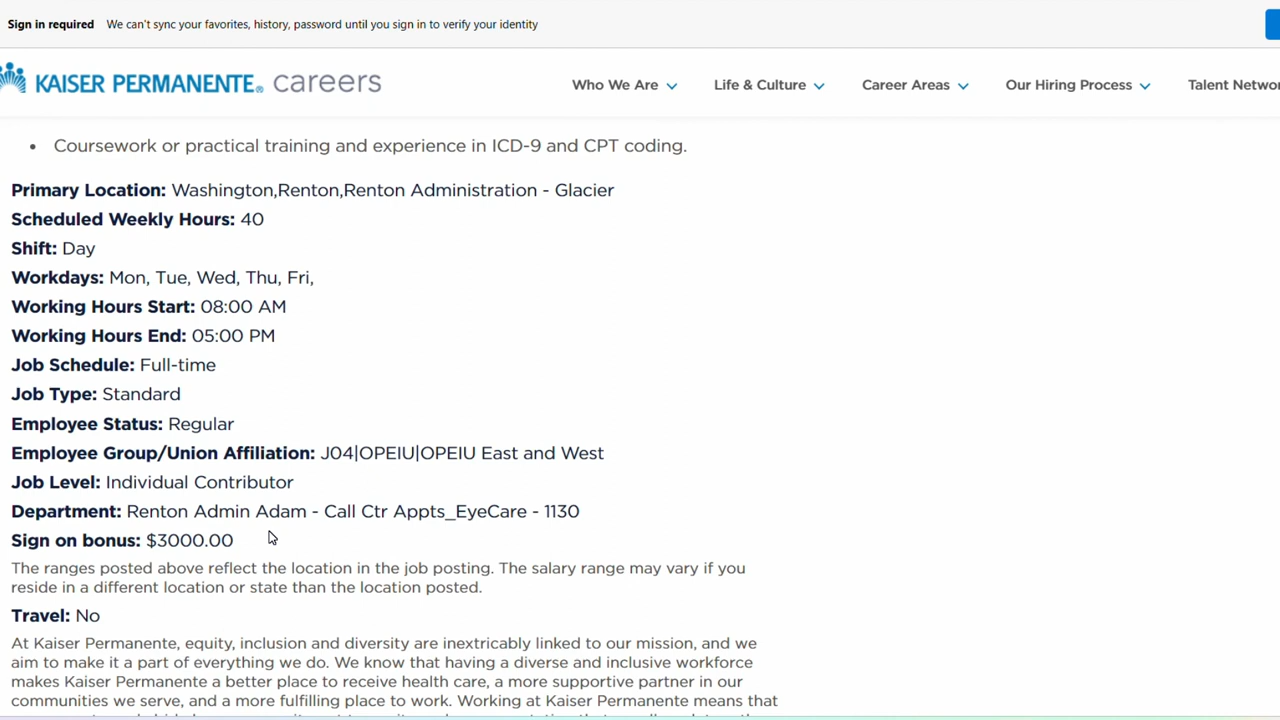 Sign in required We can't sync your favorites, history, password until you sign in to verify your identity
KAISER PERMANENTE® careers
Who We Are Life & Culture Career Areas Our Hiring Process Talent Networ
• Coursework or practical training and experience in ICD-9 and CPT coding.
Primary Location: Washington,Renton,Renton Administration - Glacier
Scheduled Weekly Hours: 40
Shift: Day
Workdays: Mon, Tue, Wed, Thu, Fri,
Working Hours Start: 08:00 AM
Working Hours End: 05:00 PM
Job Schedule: Full-time
Job Type: Standard
Employee Status: Regular
Employee Group/Union Affiliation: J04|OPEIU|OPEIU East and West
Job Level: Individual Contributor
Department: Renton Admin Adam - Call Ctr Appts_EyeCare - 1130
Sign on bonus: $3000.00
The ranges posted above reflect the location in the job posting. The salary range may vary if you
reside in a different location or state than the location posted.
Travel: No
At Kaiser Permanente, equity, inclusion and diversity are inextricably linked to our mission, and we
aim to make it a part of everything we do. We know that having a diverse and inclusive workforce
makes Kaiser Permanente a better place to receive health care, a more supportive partner in our
communities we serve, and a more fulfilling place to work. Working at Kaiser Permanente means that